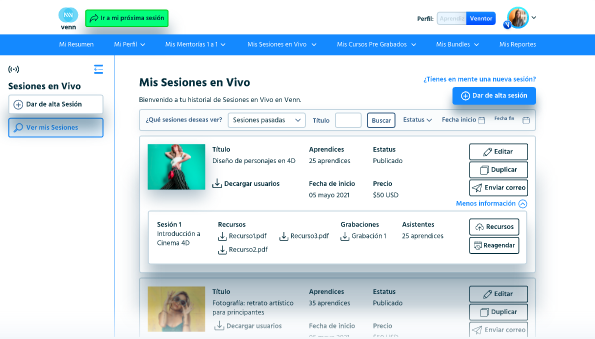 venn
Ir a mi próxima sesión
Perfil: Aprendiz Venntor
Mi Resumen Mi Perfil Mis Mentorías 1 a 1 Mis Sesiones en Vivo Mis Cursos Pre Grabados Mis Bundles Mis Reportes
Sesiones en Vivo
Dar de alta Sesión
Ver mis Sesiones
Mis Sesiones en Vivo
¿Tienes en mente una nueva sesión?
Bienvenido a tu historial de Sesiones en Vivo en Venn.
Dar de alta sesión
¿Qué sesiones deseas ver? Sesiones pasadas Título Buscar Estatus Fecha inicio Fecha fin
Título Aprendices Estatus
Diseño de personajes en 4D 25 aprendices Publicado
Decargar usuarios Fecha de inicio Precio
05 mayo 2021 $50 USD
Editar
Duplicar
Enviar correo
Menos información
Sesión 1 Recursos Grabaciones Asistentes
Introducción a Cinema 4D
Recurso1.pdf Recurso3.pdf Grabación 1 25 aprendices
Recurso2.pdf
Recursos
Reagendar
Título Aprendices Estatus
Fotografía: retrato artístico 35 aprendices Publicado
para principiantes
Decargar usuarios Fecha de inicio Precio
05 mayo 2021 $50 USD
Editar
Duplicar
Enviar correo